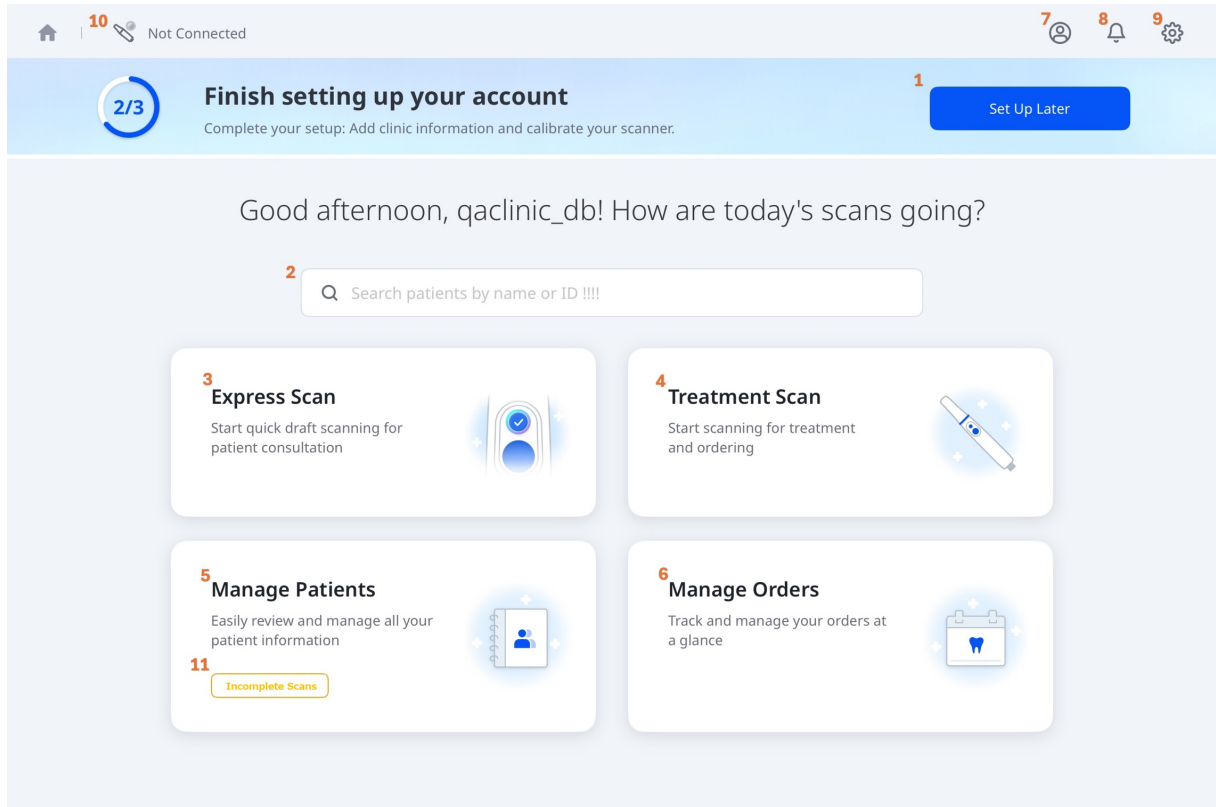 10
Not Connected
7
8
9
2/3
Finish setting up your account
Complete your setup: Add clinic information and calibrate your scanner.
1
Set Up Later
Good afternoon, qaclinic_db! How are today's scans going?
2
Search patients by name or ID !!!!
3
Express Scan
Start quick draft scanning for
patient consultation
4
Treatment Scan
Start scanning for treatment
and ordering
5
Manage Patients
Easily review and manage all your
patient information
11
Incomplete Scans
6
Manage Orders
Track and manage your orders at
a glance